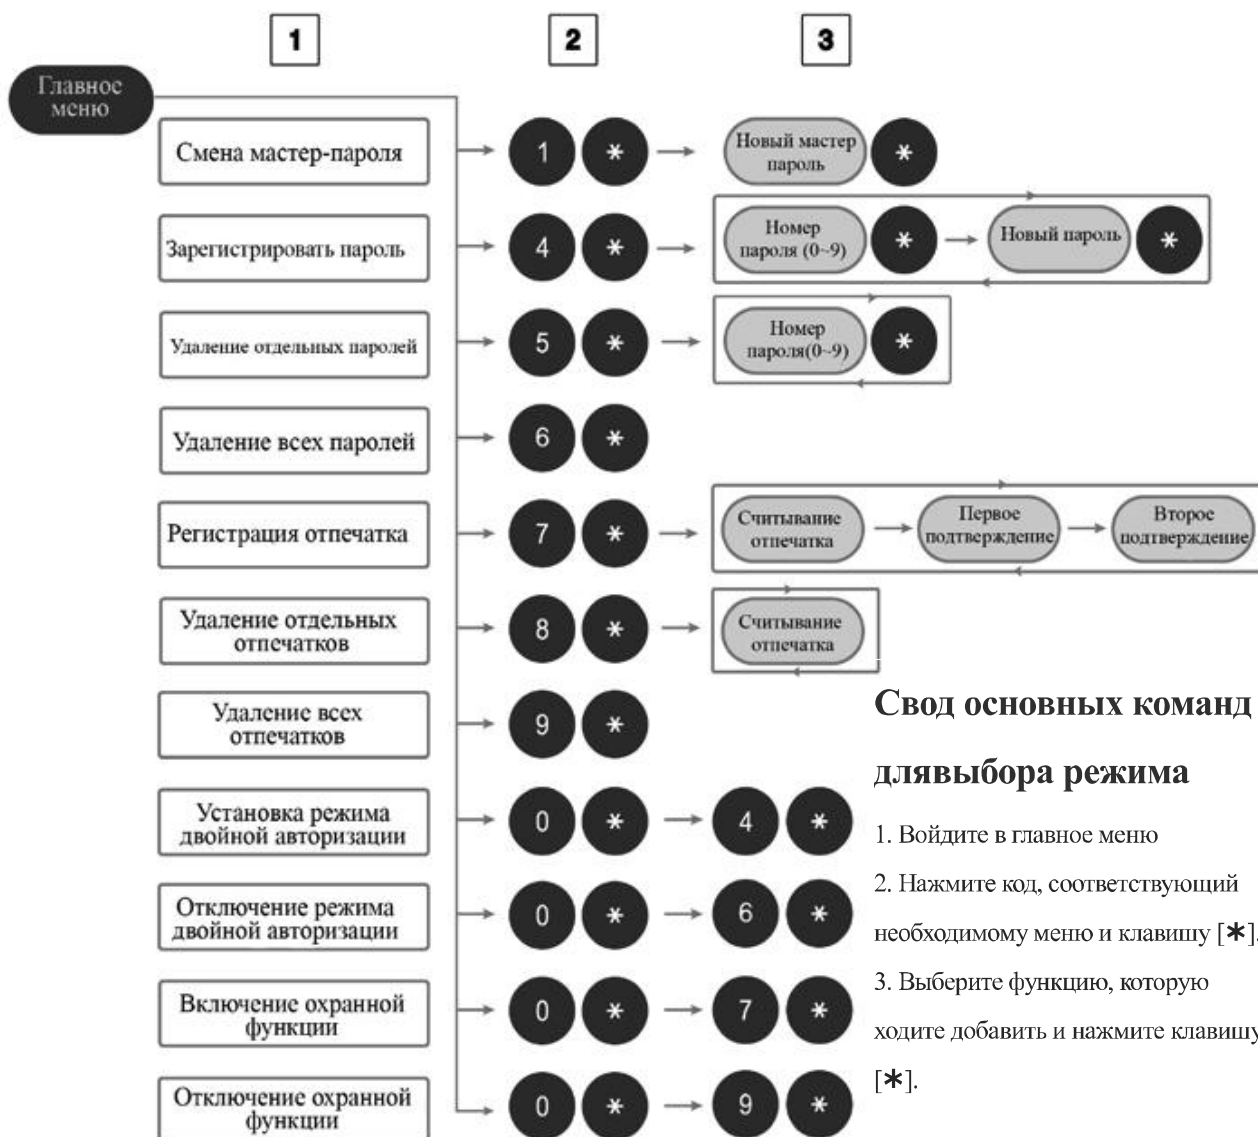 1 2 3
Главное
меню
Смена мастер-пароля 1 * Новый мастер
пароль *
Зарегистрировать пароль 4 * Номер
пароля (0~9) * Новый пароль *
Удаление отдельных паролей 5 * Номер
пароля(0~9) *
Удаление всех паролей 6 *
Регистрация отпечатка 7 * Считывание
отпечатка Первое
подтверждение Второе
подтверждение
Удаление отдельных
отпечатков 8 * Считывание
отпечатка
Удаление всех
отпечатков 9 *
Установка режима
двойной авторизации 0 * 4 *
Отключение режима
двойной авторизации 0 * 6 *
Включение охранной
функции 0 * 7 *
Отключение охранной
функции 0 * 9 *
Свод основных команд
длявыбора режима
1. Войдите в главное меню
2. Нажмите код, соответствующий
необходимому меню и клавишу [*].
3. Выберите функцию, которую
ходите добавить и нажмите клавишу
[*].